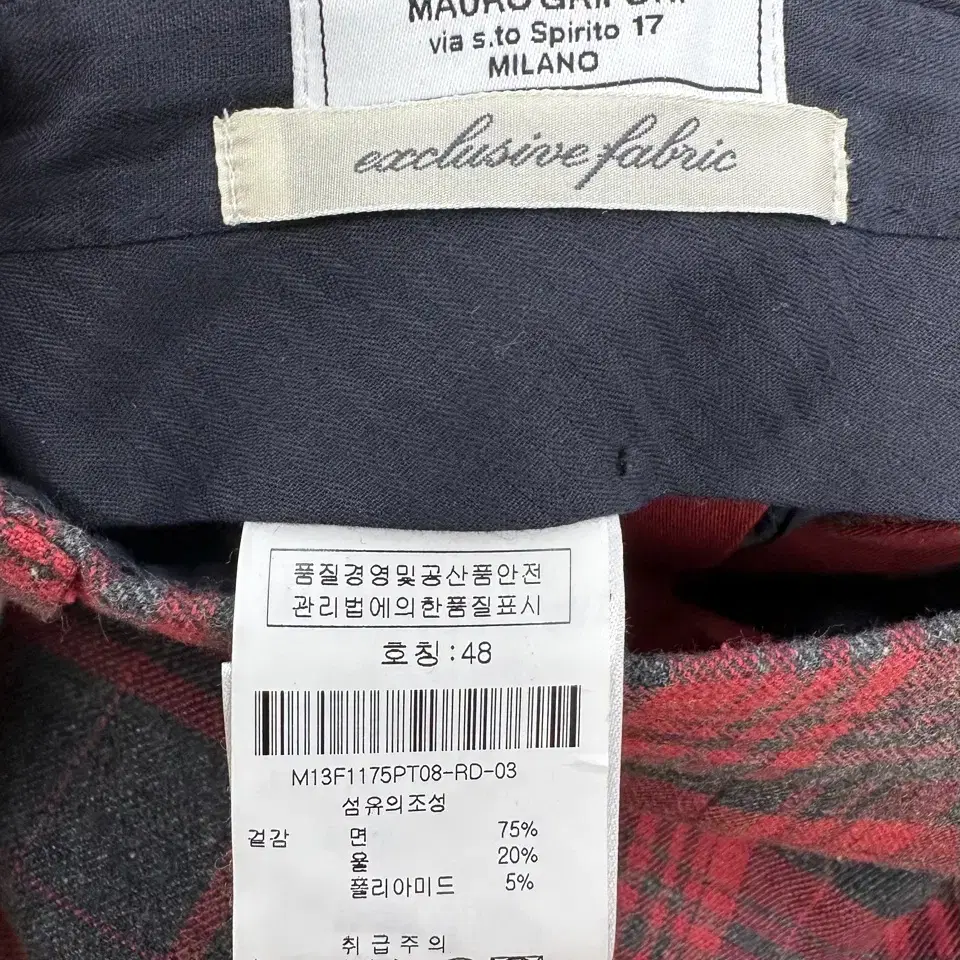 via s.to Spirito 17
MILANO
exclusive fabric
품질경영및공산품안전
관리법에의한품질표시
호칭:48
M13F1175PT08-RD-03
섬유의조성
겉감 면 75%
울 20%
폴리아미드 5%
취급주의